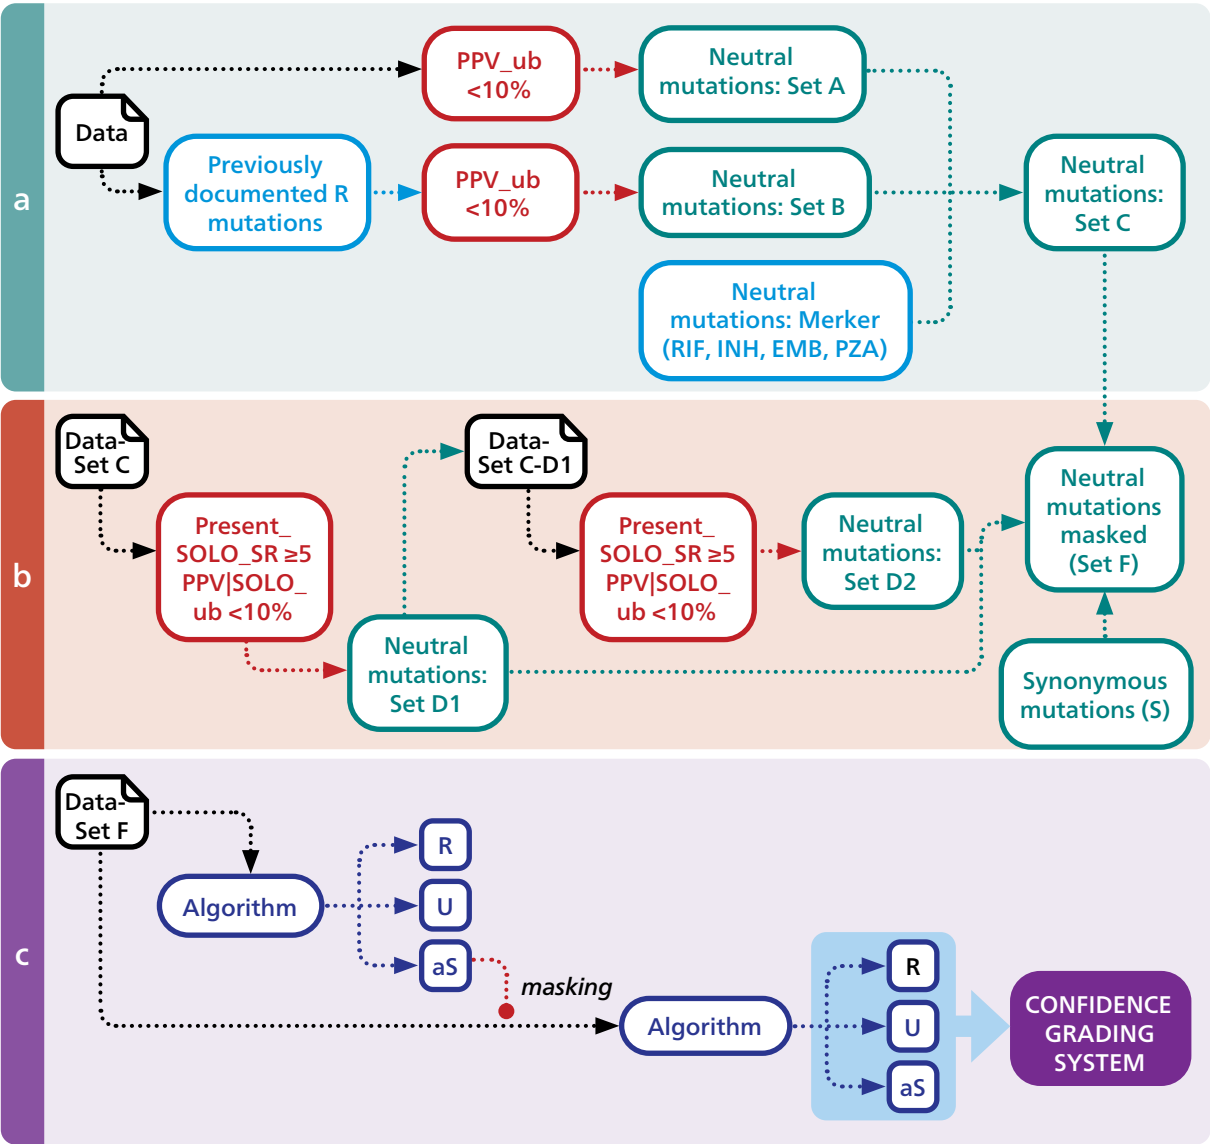 a
Data
PPV_ub
<10%
Neutral
mutations: Set A
Previously
documented R
mutations
PPV_ub
<10%
Neutral
mutations: Set B
Neutral
mutations: Merker
(RIF, INH, EMB, PZA)
Neutral
mutations:
Set C
b
Data-
Set C
Present_
SOLO_SR ≥5
PPV|SOLO_
ub <10%
Neutral
mutations:
Set D1
Data-
Set C-D1
Present_
SOLO_SR ≥5
PPV|SOLO_
ub <10%
Neutral
mutations:
Set D2
Neutral
mutations
masked
(Set F)
Synonymous
mutations (S)
c
Data-
Set F
Algorithm
R
U
aS
masking
Algorithm
R
U
aS
CONFIDENCE
GRADING
SYSTEM